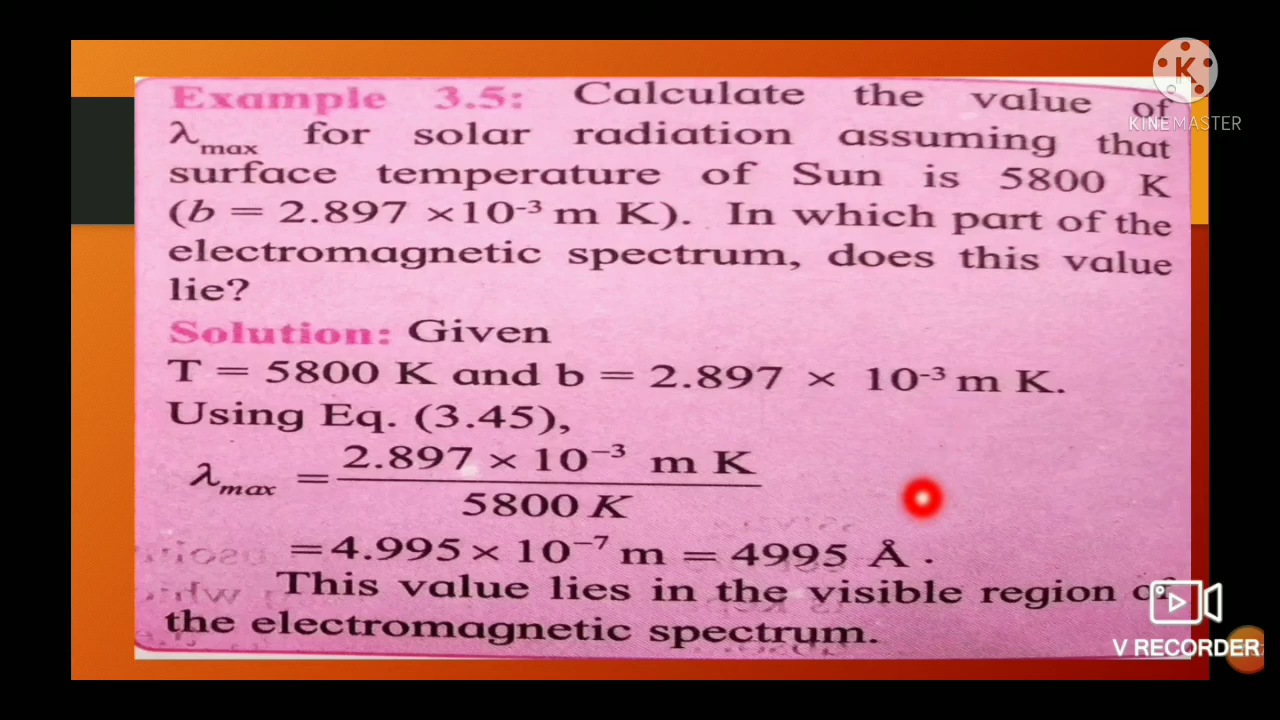 Example 3.5: Calculate the value of
λmax for solar radiation assuming that
surface temperature of Sun is 5800 K
(b = 2.897 ×10⁻³ m K). In which part of the
electromagnetic spectrum, does this value
lie?
Solution: Given
T = 5800 K and b = 2.897 × 10⁻³ m K.
Using Eq. (3.45),
λmax = 2.897 × 10⁻³ m K / 5800 K
= 4.995 × 10⁻⁷ m = 4995 Å .
This value lies in the visible region of
the electromagnetic spectrum.
KINEMASTER
V RECORDER